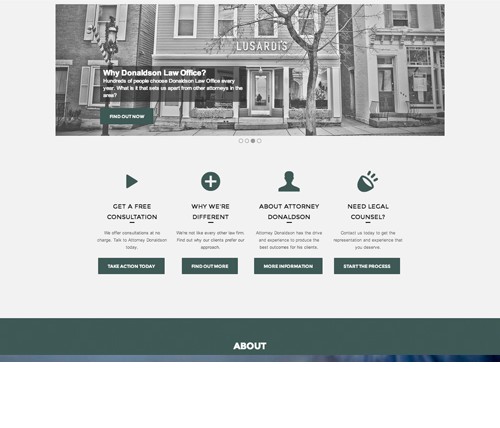 LUSARDI'S
Why Donaldson Law Office?
Hundreds of people choose Donaldson Law Office every
year. What is it that sets us apart from other attorneys in the
area?
FIND OUT NOW
GET A FREE
CONSULTATION
We offer consultations at no
charge. Talk to Attorney Donaldson
today.
TAKE ACTION TODAY
WHY WE'RE
DIFFERENT
We're not like every other law firm.
Find out why our clients prefer our
approach.
FIND OUT MORE
ABOUT ATTORNEY
DONALDSON
Attorney Donaldson has the drive
and experience to produce the
best outcomes for his clients.
MORE INFORMATION
NEED LEGAL
COUNSEL?
Contact us today to get the
representation and experience that
you deserve.
START THE PROCESS
ABOUT